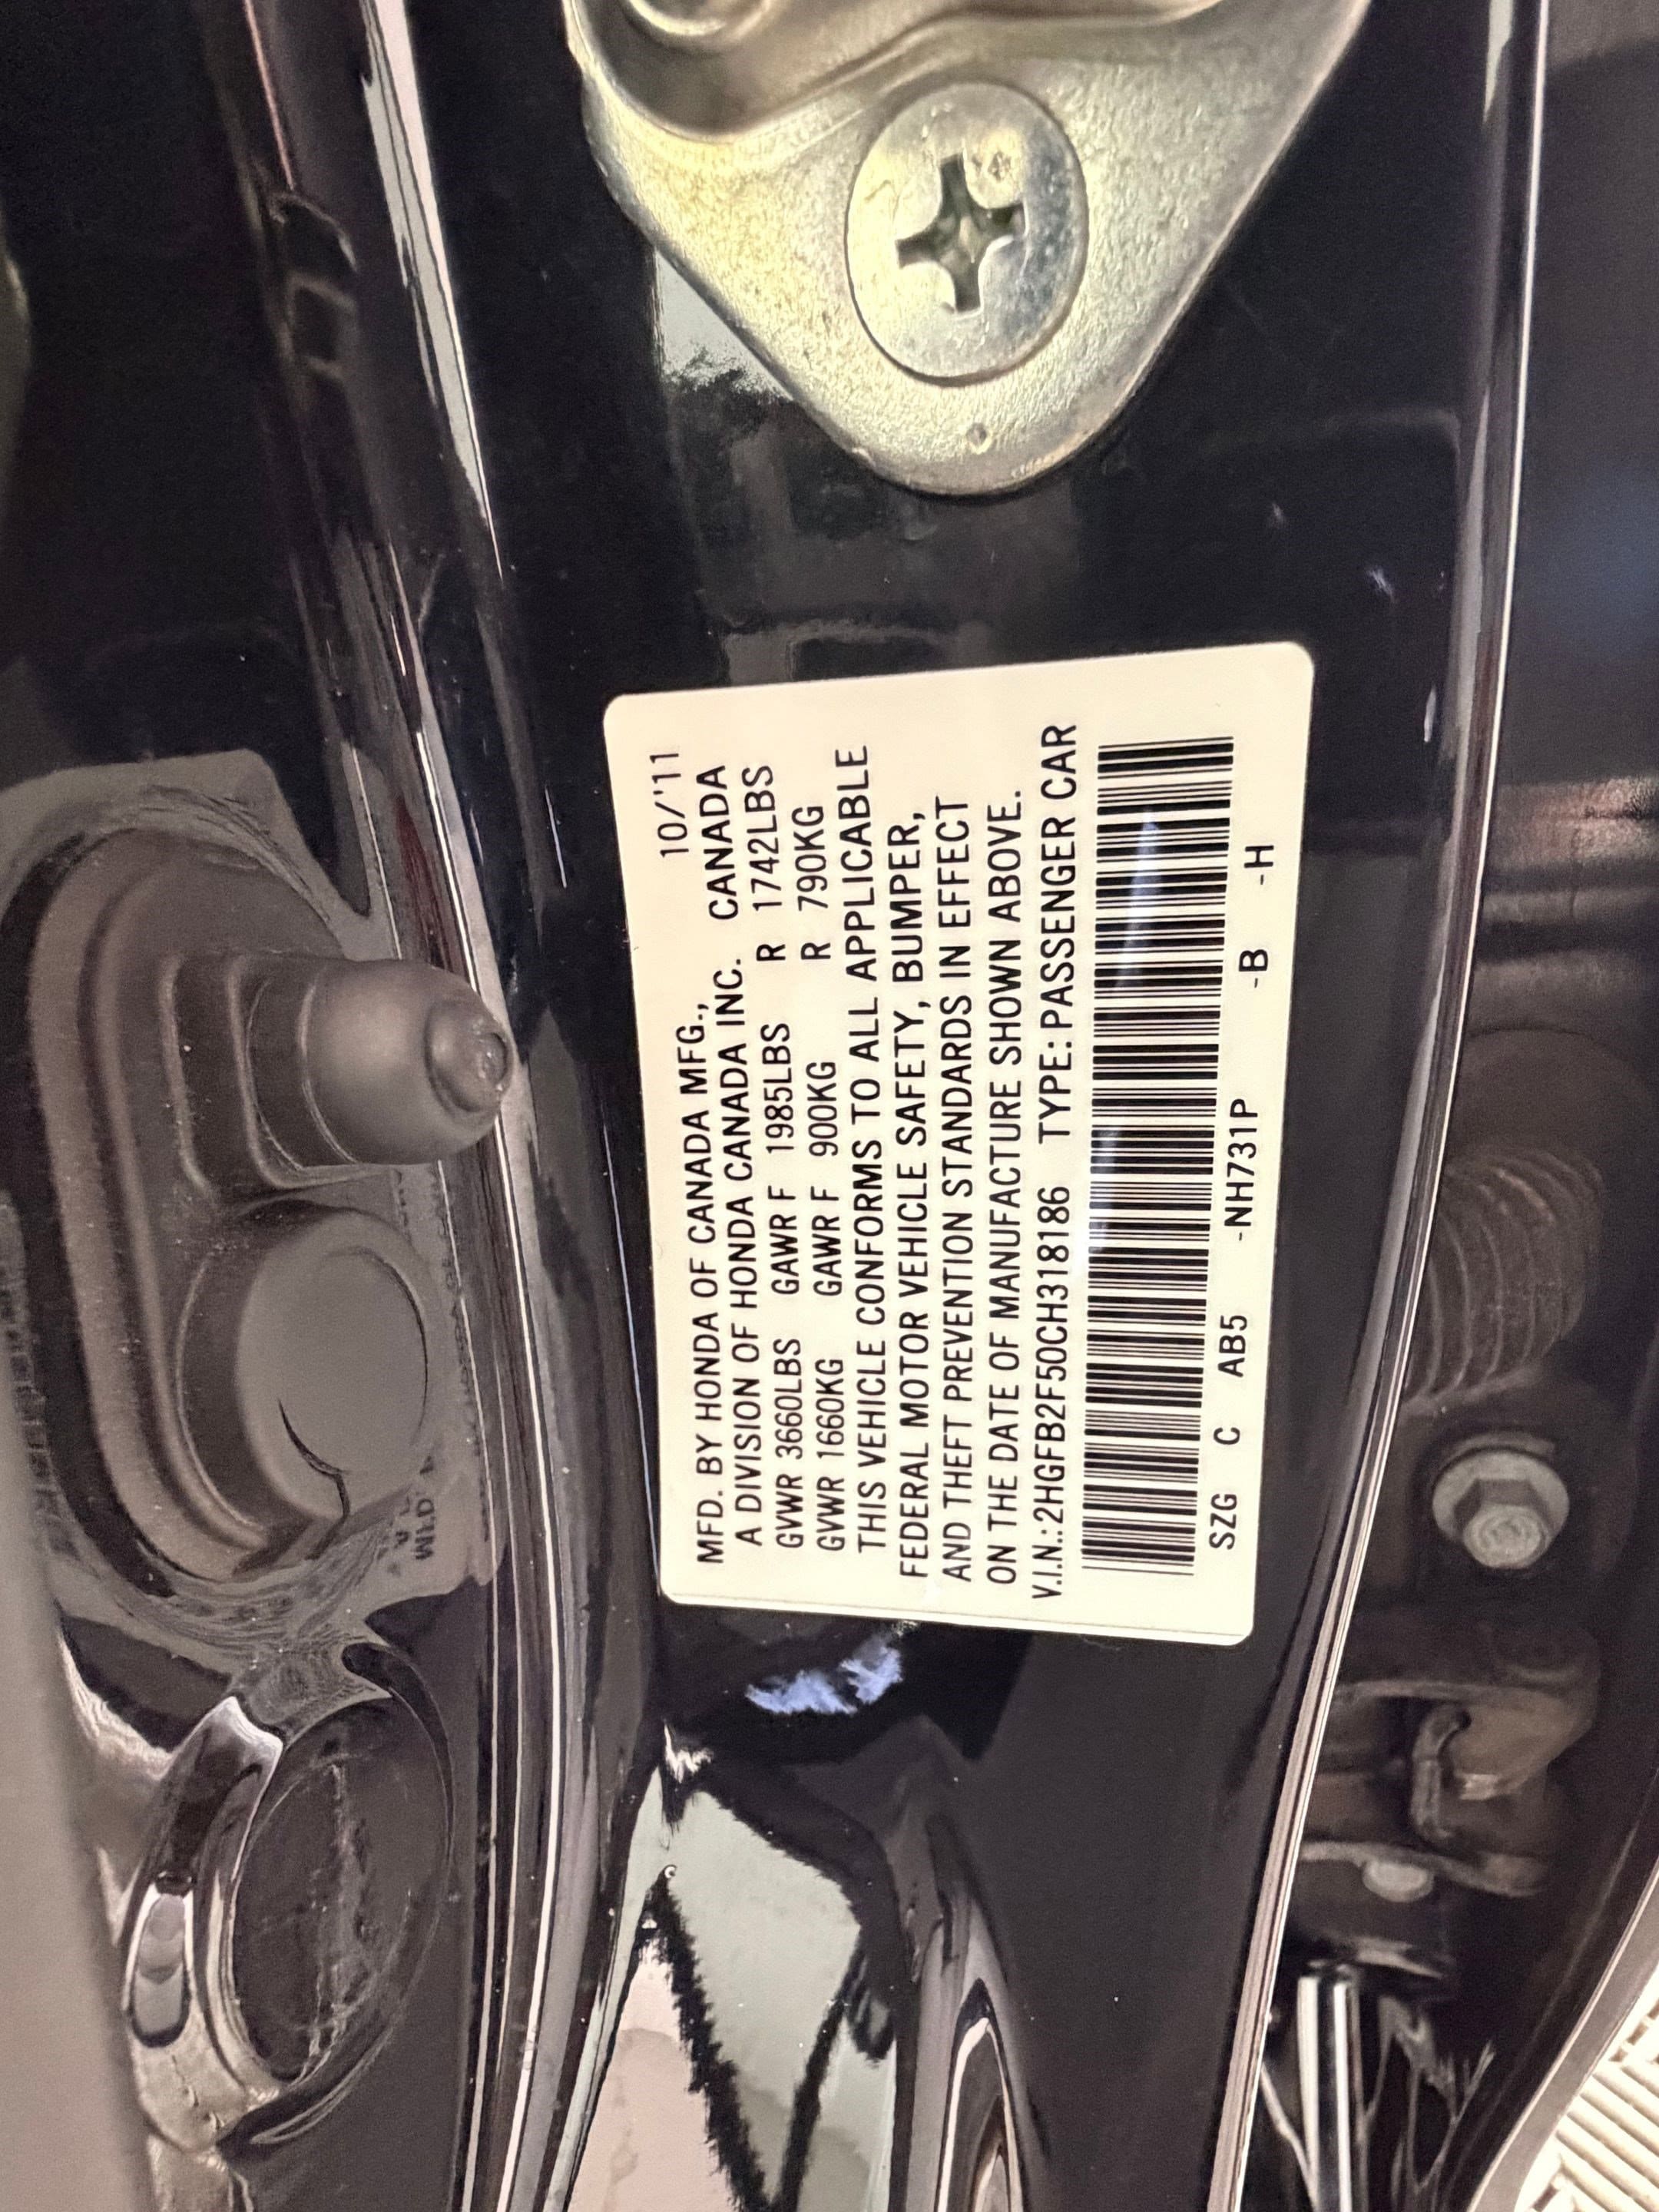 10/'11
MFD. BY HONDA OF CANADA MFG.,
A DIVISION OF HONDA CANADA INC. CANADA
GVWR 3660LBS GAWR F 1985LBS R 1742LBS
GVWR 1660KG GAWR F 900KG R 790KG
THIS VEHICLE CONFORMS TO ALL APPLICABLE
FEDERAL MOTOR VEHICLE SAFETY, BUMPER,
AND THEFT PREVENTION STANDARDS IN EFFECT
ON THE DATE OF MANUFACTURE SHOWN ABOVE.
V.I.N.: 2HGFB2F50CH318186 TYPE: PASSENGER CAR
SZG C AB5 -NH731P -B -H